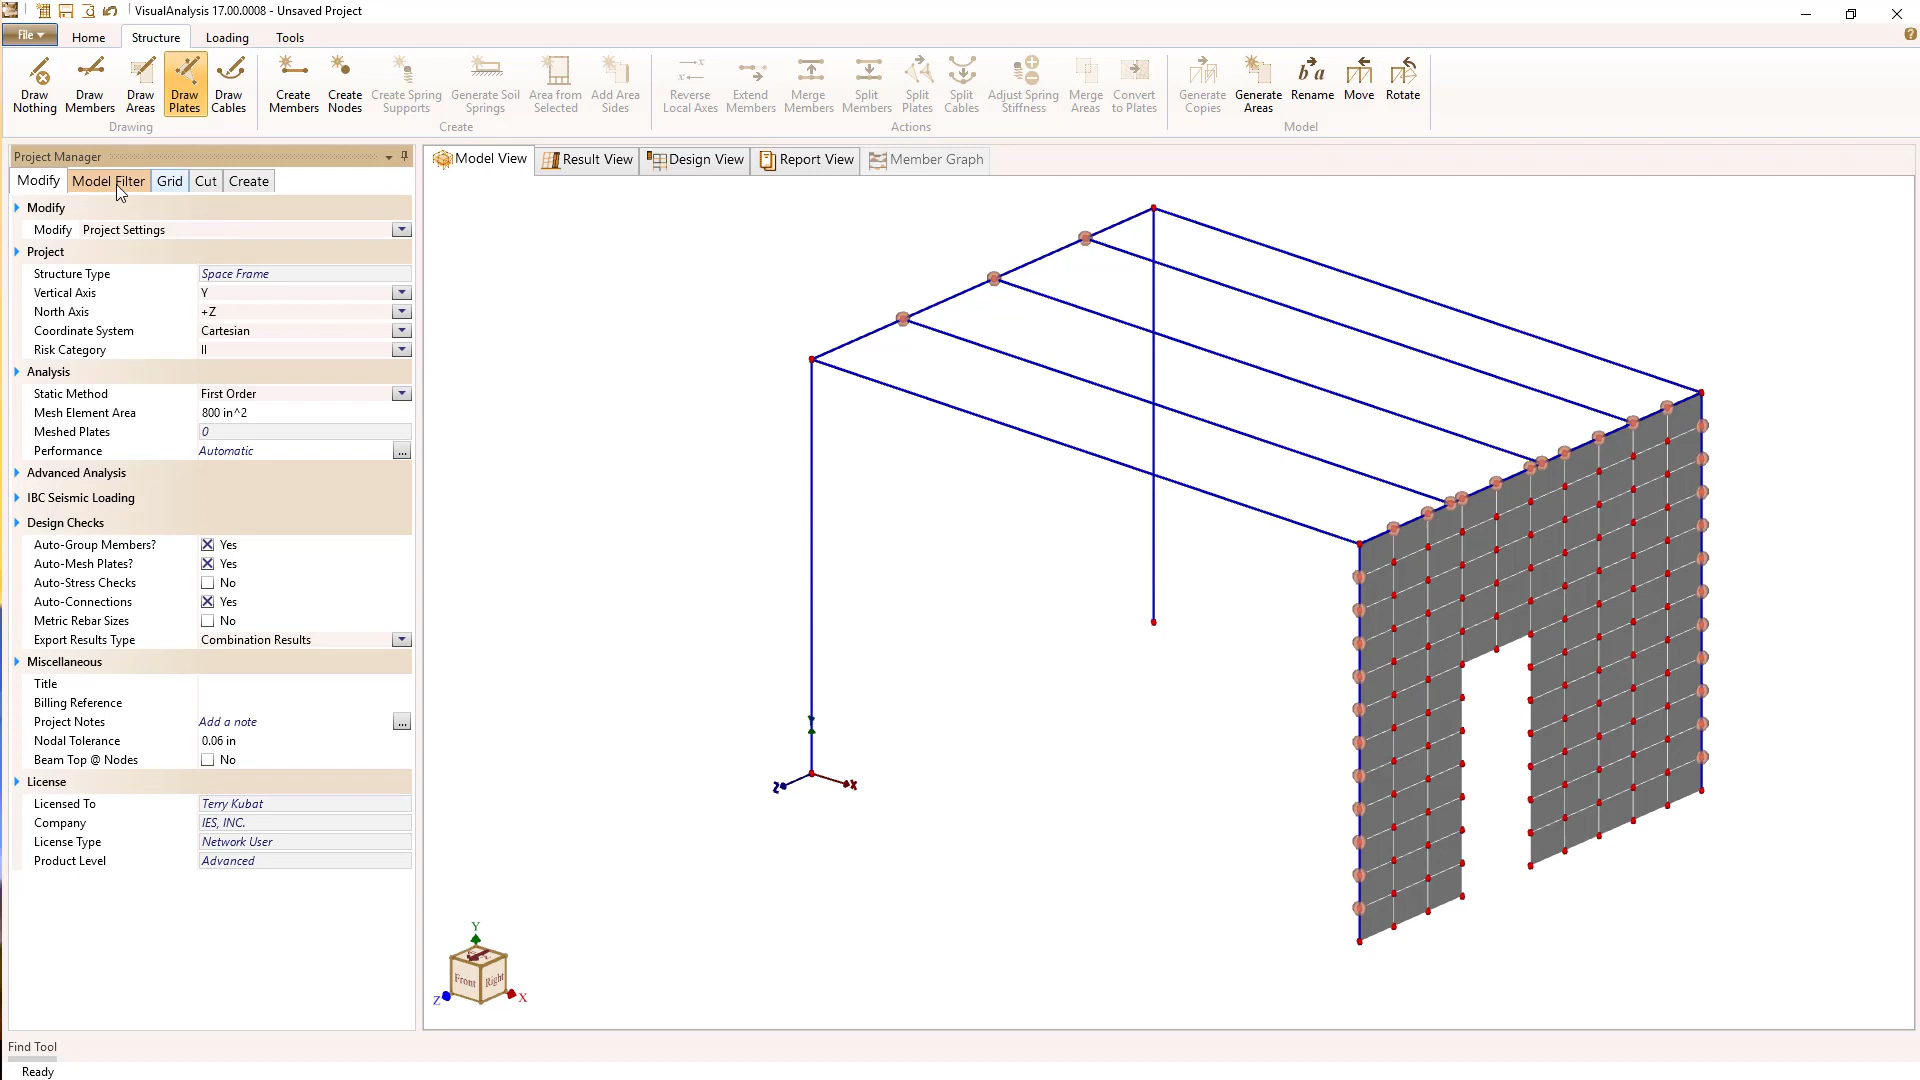 VisualAnalysis 17.00.0008 - Unsaved Project
File
Home
Structure
Loading
Tools
Draw Nothing
Draw Members
Draw Areas
Draw Plates
Draw Cables
Create Members
Create Nodes
Create Spring Supports
Generate Soil Springs
Area from Selected
Add Area Sides
Reverse Local Axes
Extend Members
Merge Members
Split Members
Split Plates
Split Cables
Adjust Spring Stiffness
Merge Areas
Convert to Plates
Generate Copies
Generate Areas
Rename
Move
Rotate
Drawing
Create
Actions
Model
Project Manager
Modify
Model Filter
Grid
Cut
Create
Model View
Result View
Design View
Report View
Member Graph
Modify
Modify Project Settings
Project
Structure Type Space Frame
Vertical Axis Y
North Axis +Z
Coordinate System Cartesian
Risk Category II
Analysis
Static Method First Order
Mesh Element Area 800 in^2
Meshed Plates 0
Performance Automatic ...
Advanced Analysis
IBC Seismic Loading
Design Checks
Auto-Group Members? Yes
Auto-Mesh Plates? Yes
Auto-Stress Checks No
Auto-Connections Yes
Metric Rebar Sizes No
Export Results Type Combination Results
Miscellaneous
Title
Billing Reference
Project Notes Add a note ...
Nodal Tolerance 0.06 in
Beam Top @ Nodes No
License
Licensed To Terry Kubat
Company IES, INC.
License Type Network User
Product Level Advanced
Y
Z
X
Y
Front
Right
Z
X
Find Tool
Ready